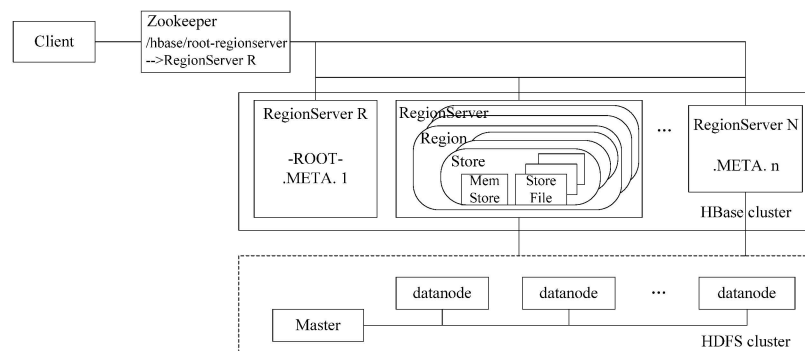 Client
Zookeeper
/hbase/root-regionserver
-->RegionServer R
RegionServer R
-ROOT-
.META. 1
RegionServer
Region
Store
Mem
Store
Store
File
...
RegionServer N
.META. n
HBase cluster
datanode
datanode
...
datanode
Master
HDFS cluster